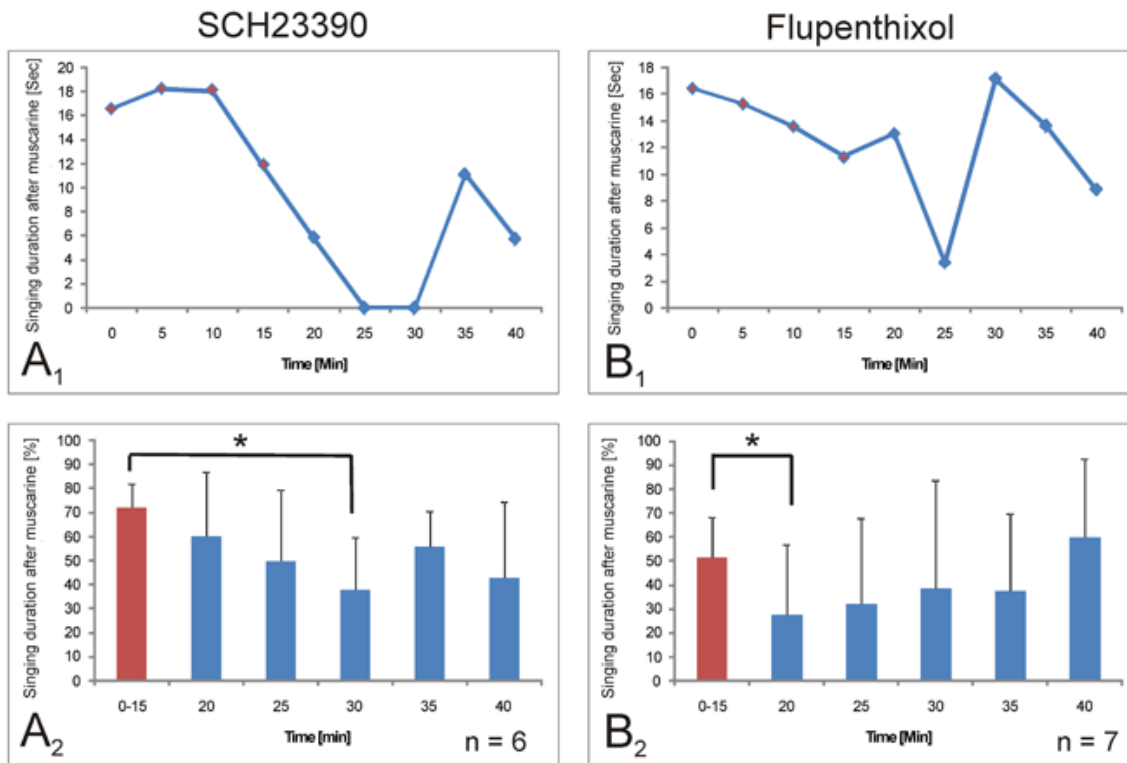 SCH23390
Singing duration after muscarine [Sec]
20
18
16
14
12
10
8
6
4
2
0
0 5 10 15 20 25 30 35 40
Time [Min]
A1
Flupenthixol
Singing duration after muscarine [Sec]
18
16
14
12
10
8
6
4
2
0
0 5 10 15 20 25 30 35 40
Time [Min]
B1
Singing duration after muscarine [%]
100
90
80
70
60
50
40
30
20
10
0
*
0-15 20 25 30 35 40
Time [min]
A2
n = 6
Singing duration after muscarine [%]
100
90
80
70
60
50
40
30
20
10
0
*
0-15 20 25 30 35 40
Time [Min]
B2
n = 7